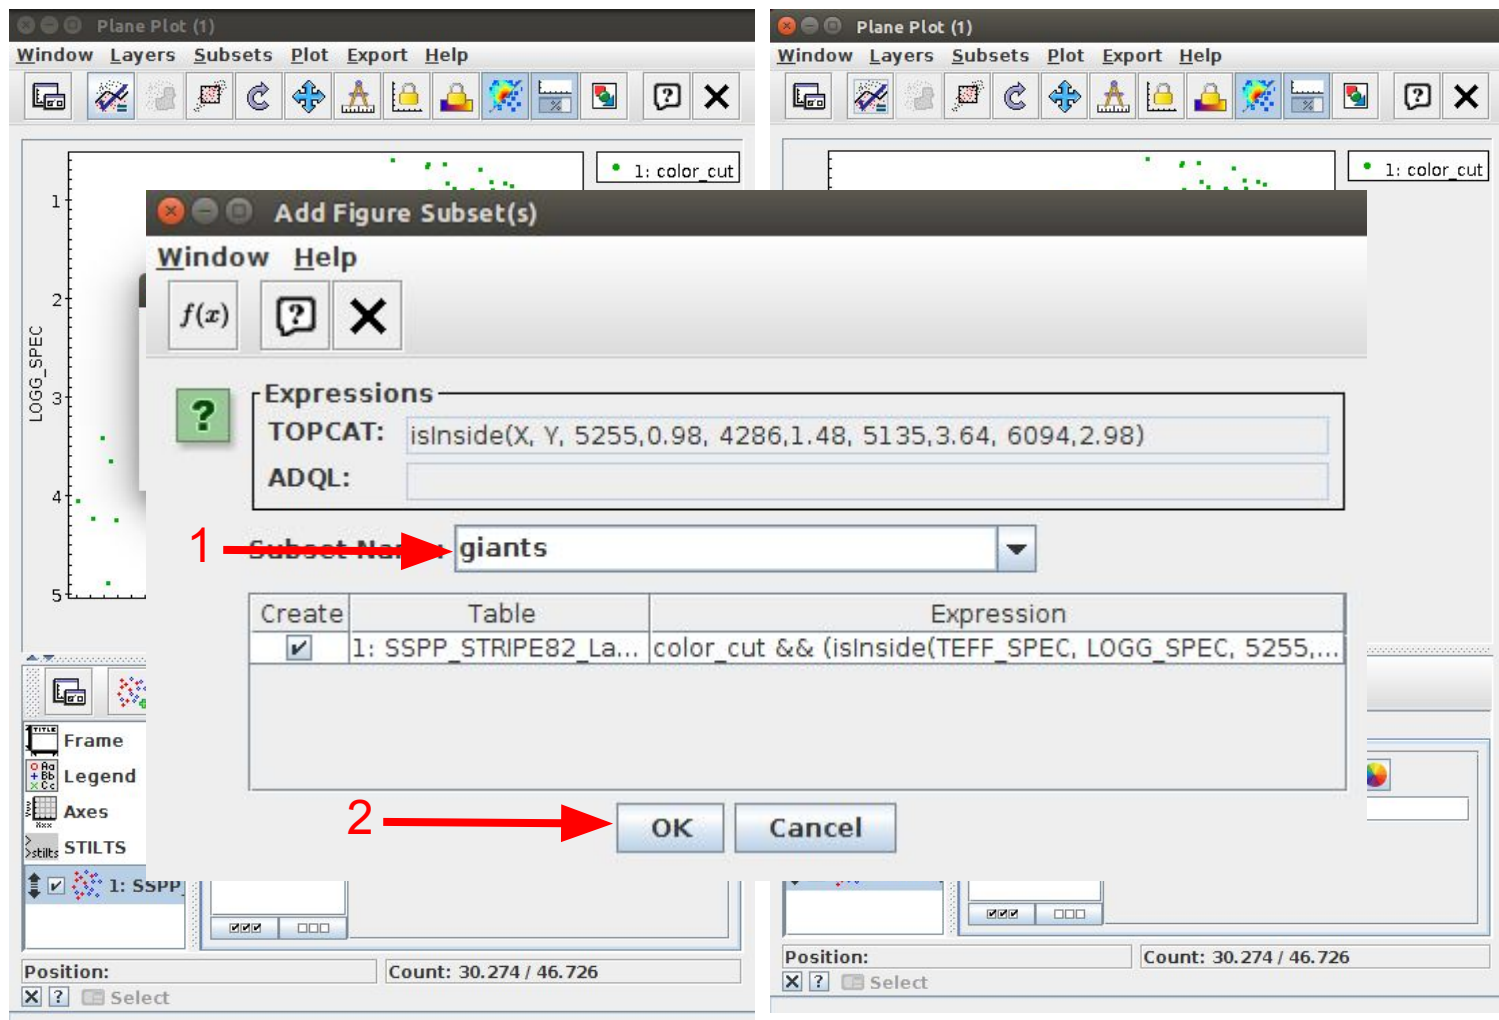 Plane Plot (1)
Window Layers Subsets Plot Export Help
1: color_cut
1
2
3
4
5
LOGG_SPEC
Plane Plot (1)
Window Layers Subsets Plot Export Help
1: color_cut
Add Figure Subset(s)
Window Help
f(x)
Expressions
TOPCAT: isInside(X, Y, 5255,0.98, 4286,1.48, 5135,3.64, 6094,2.98)
ADQL:
1
Subset Name: giants
Create Table Expression
1: SSPP_STRIPE82_La... color_cut && (isInside(TEFF_SPEC, LOGG_SPEC, 5255,...
2
OK Cancel
Frame
Legend
Axes
STILTS
1: SSPP_
Position: Count: 30.274 / 46.726
Select
Position: Count: 30.274 / 46.726
Select